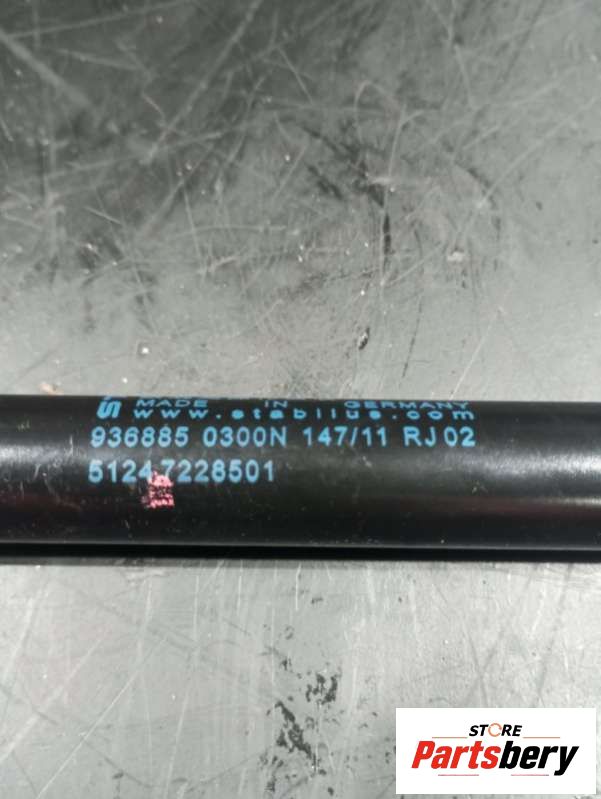 MADE IN GERMANY
www.stabilus.com
936885 0300N 147/11 RJ 02
51247228501
STORE
Partsbery